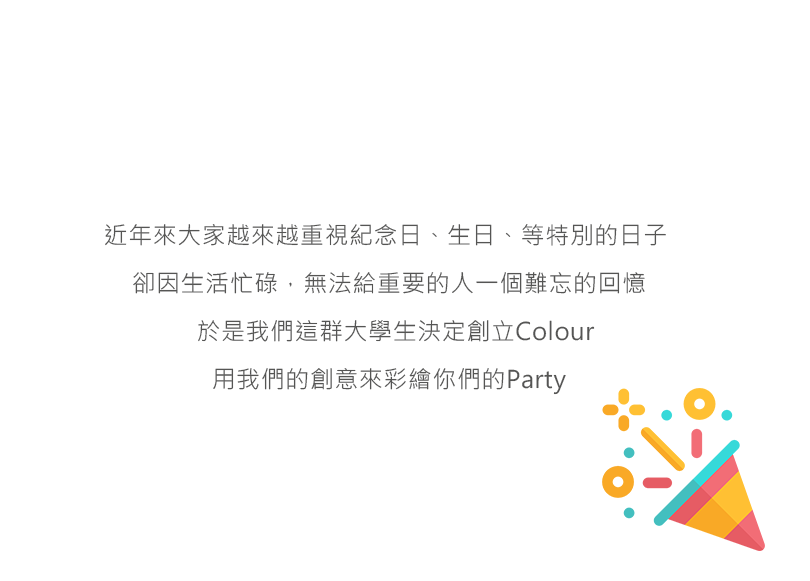 近年來大家越來越重視紀念日、生日、等特別的日子
卻因生活忙碌，無法給重要的人一個難忘的回憶
於是我們這群大學生決定創立Colour
用我們的創意來彩繪你們的Party